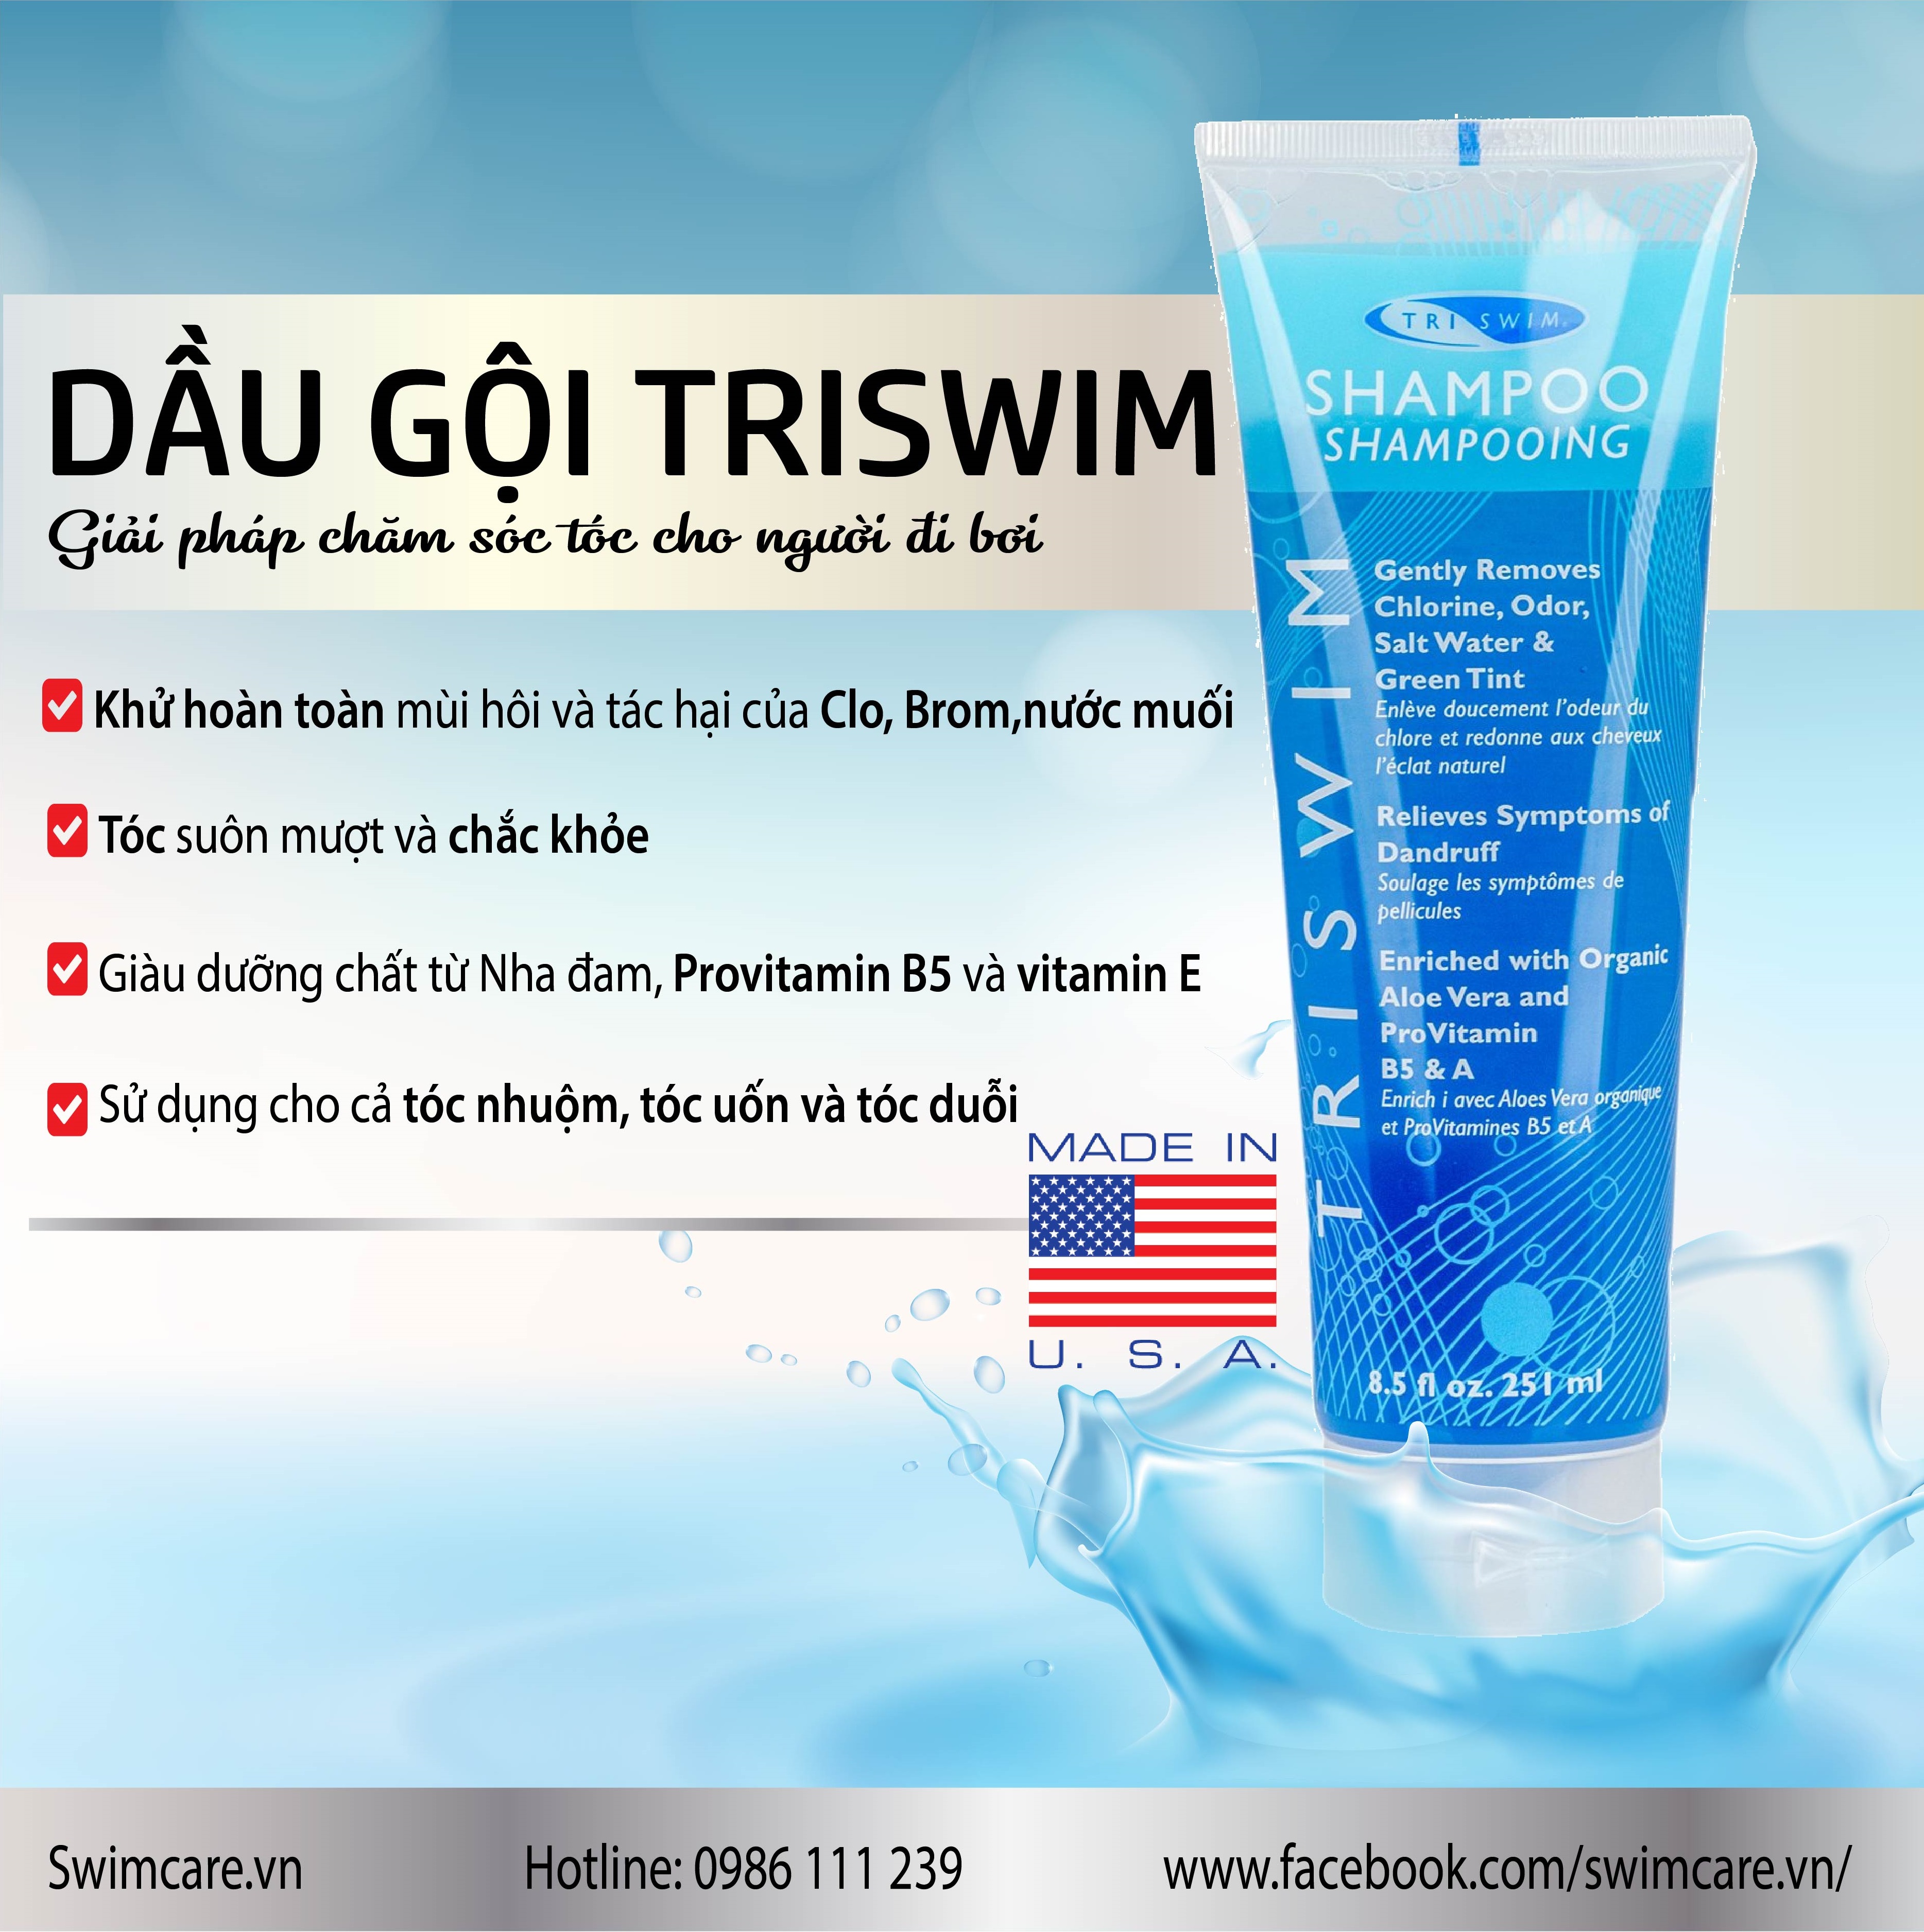 DẦU GỘI TRISWIM
Giải pháp chăm sóc tóc cho người đi bơi
Khử hoàn toàn mùi hôi và tác hại của Clo, Brom,nước muối
Tóc suôn mượt và chắc khỏe
Giàu dưỡng chất từ Nha đam, Provitamin B5 và vitamin E
Sử dụng cho cả tóc nhuộm, tóc uốn và tóc duỗi
MADE IN
U. S. A.
TRISWIM
SHAMPOO
SHAMPOOING
TRISWIM
Gently Removes
Chlorine, Odor,
Salt Water &
Green Tint
Enlève doucement l'odeur du
chlore et redonne aux cheveux
l'éclat naturel
Relieves Symptoms of
Dandruff
Soulage les symptômes de
pellicules
Enriched with Organic
Aloe Vera and
ProVitamin
B5 & A
Enrich i avec Aloes Vera organique
et ProVitamines B5 et A
8.5 fl oz. 251 ml
Swimcare.vn
Hotline: 0986 111 239
www.facebook.com/swimcare.vn/